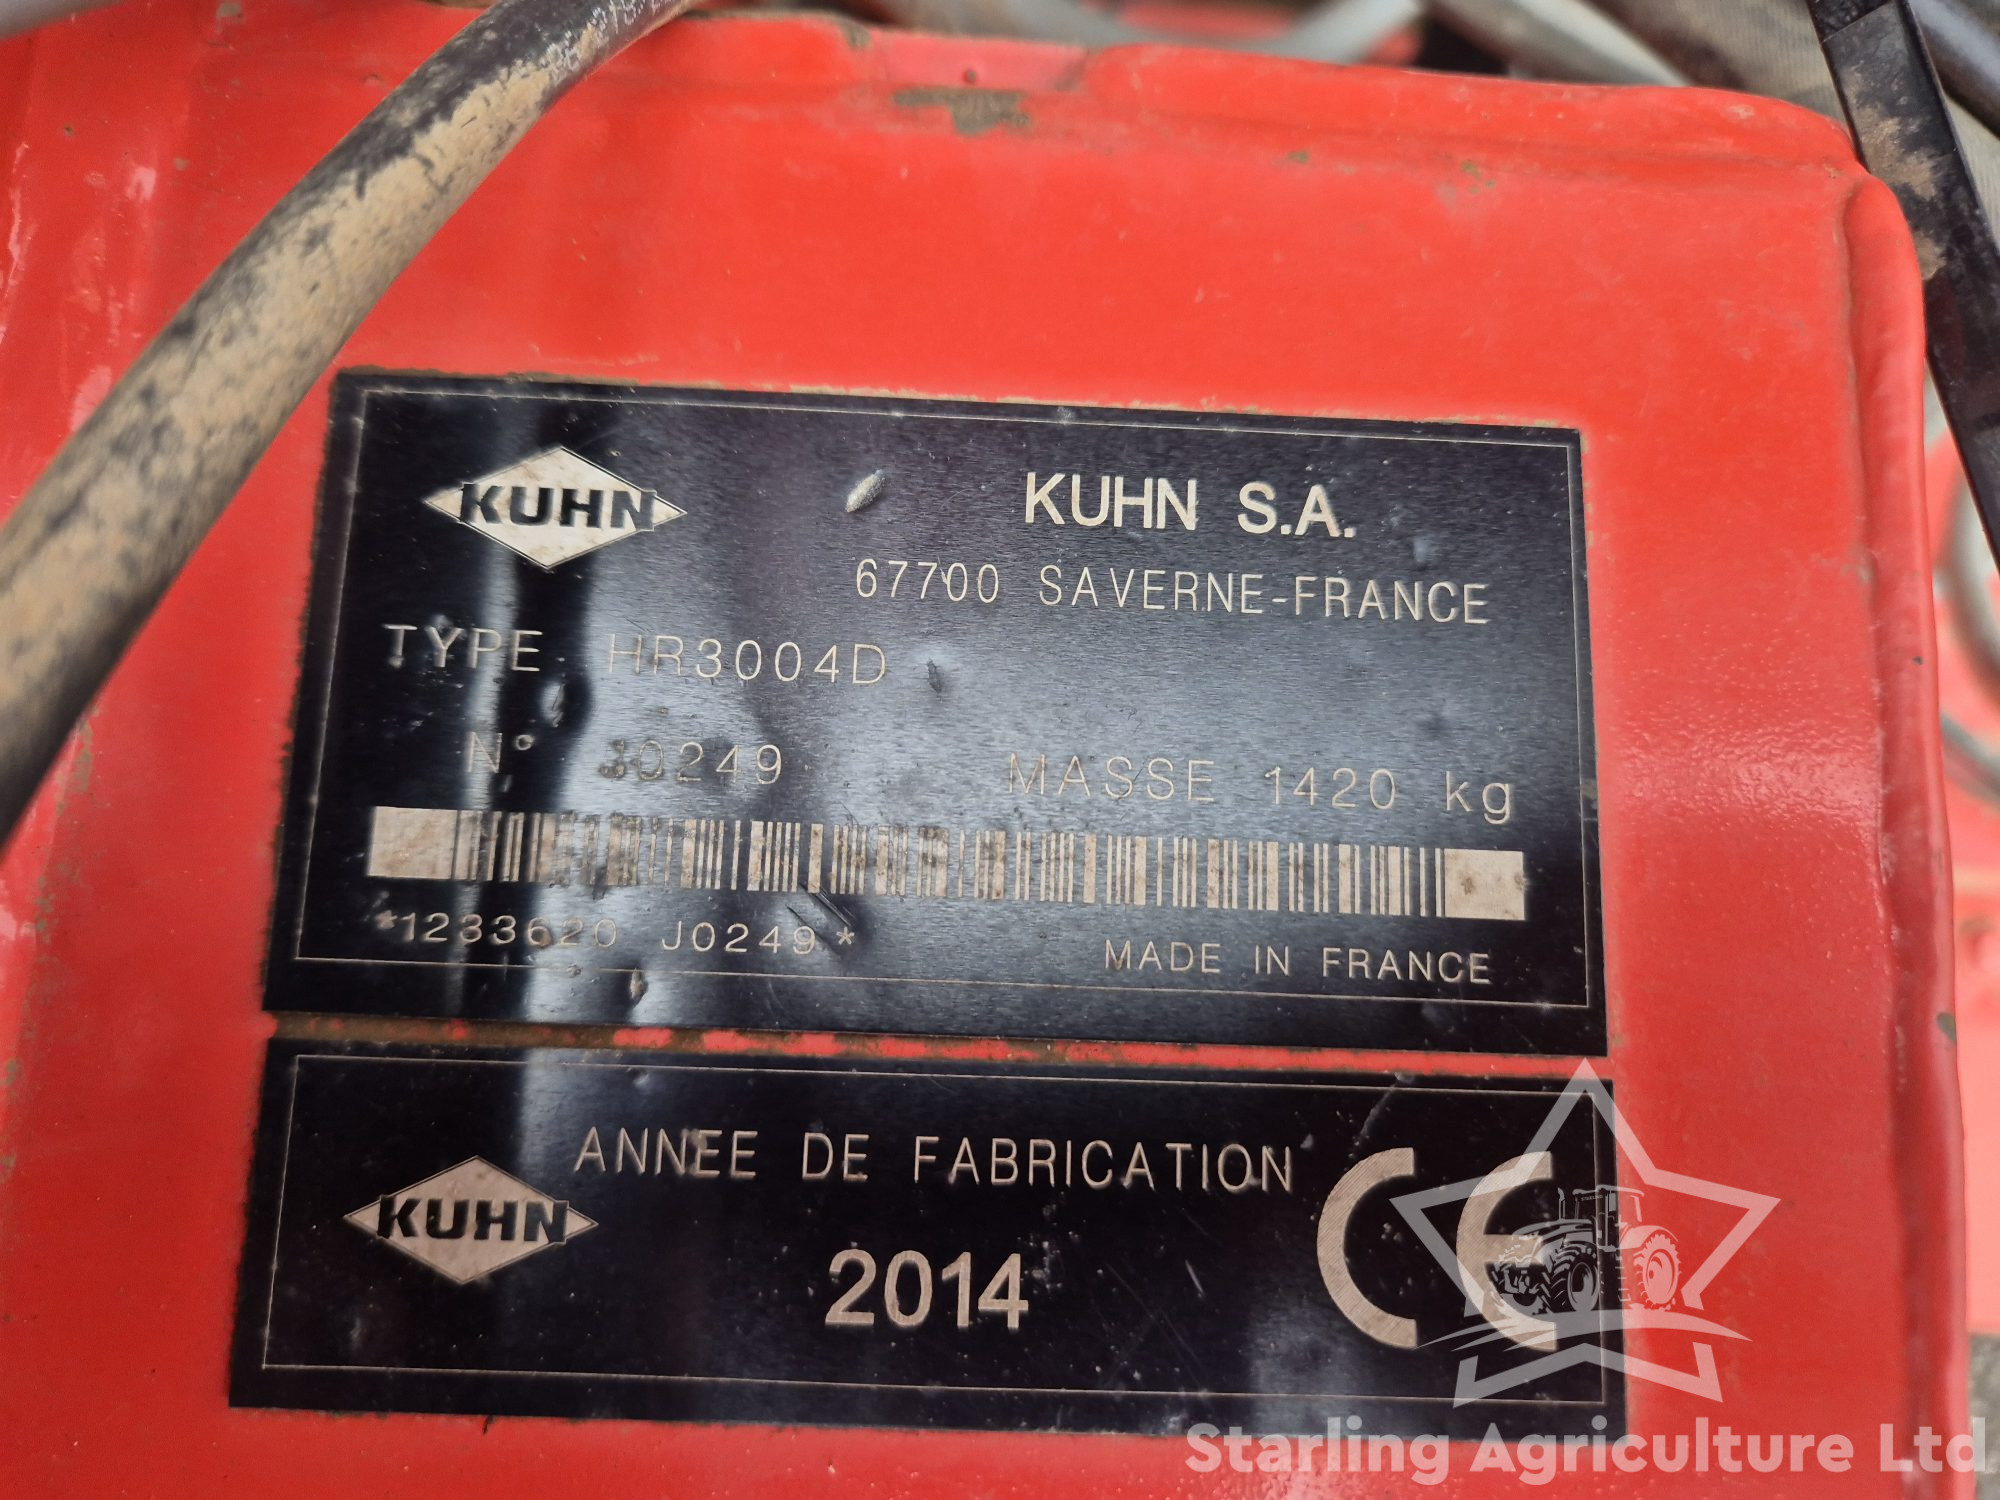 KUHN
KUHN S.A.
67700 SAVERNE-FRANCE
TYPE HR3004D
N° J0249 MASSE 1420 kg
*1233620 J0249*
MADE IN FRANCE
ANNEE DE FABRICATION
KUHN
2014
CE
Starling Agriculture Ltd